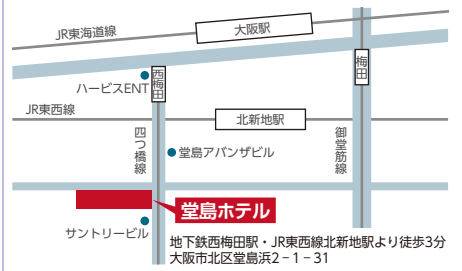 JR東海道線
大阪駅
ハービスENT
西梅田
梅田
JR東西線
北新地駅
四つ橋線
堂島アバンザビル
御堂筋線
堂島ホテル
サントリービル
地下鉄西梅田駅・JR東西線北新地駅より徒歩3分
大阪市北区堂島浜2-1-31